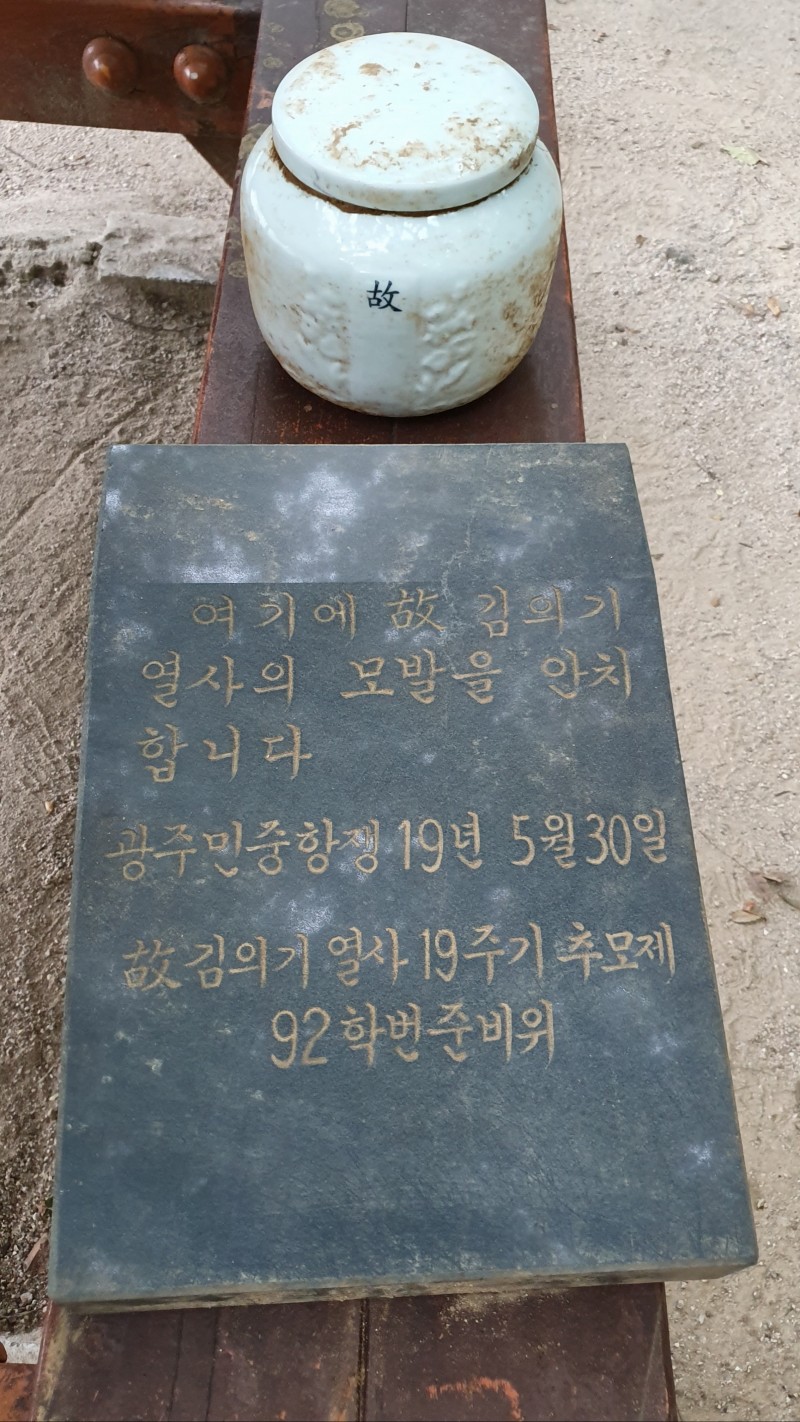 故
여기에 故 김의기
열사의 모발을 안치
합니다
광주민중항쟁 19년 5월30일
故김의기 열사 19주기 추모제
92학번준비위